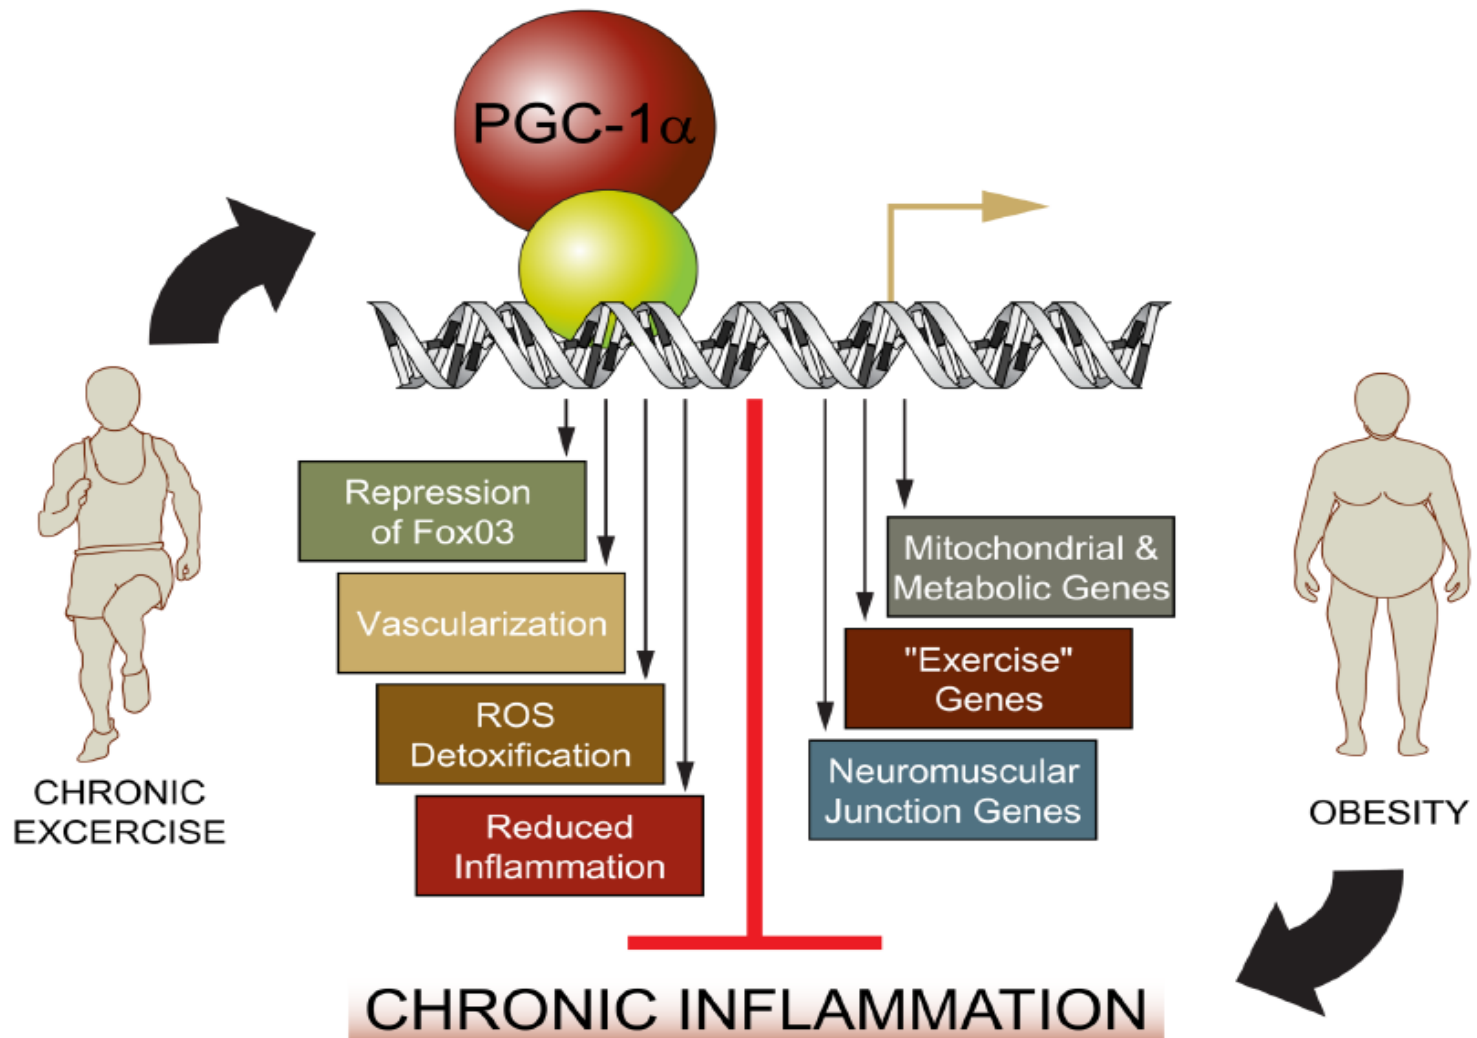 PGC-1α
Repression
of Fox03
Vascularization
ROS
Detoxification
Reduced
Inflammation
Mitochondrial &
Metabolic Genes
"Exercise"
Genes
Neuromuscular
Junction Genes
CHRONIC
EXCERCISE
OBESITY
CHRONIC INFLAMMATION